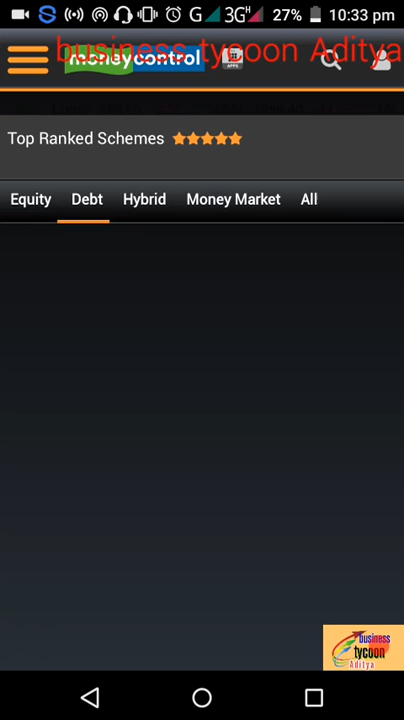 G 3G H 27% 10:33 pm
business tycoon Aditya
moneycontrol
APPS
Top Ranked Schemes
Equity Debt Hybrid Money Market All
business
tycoon
Aditya